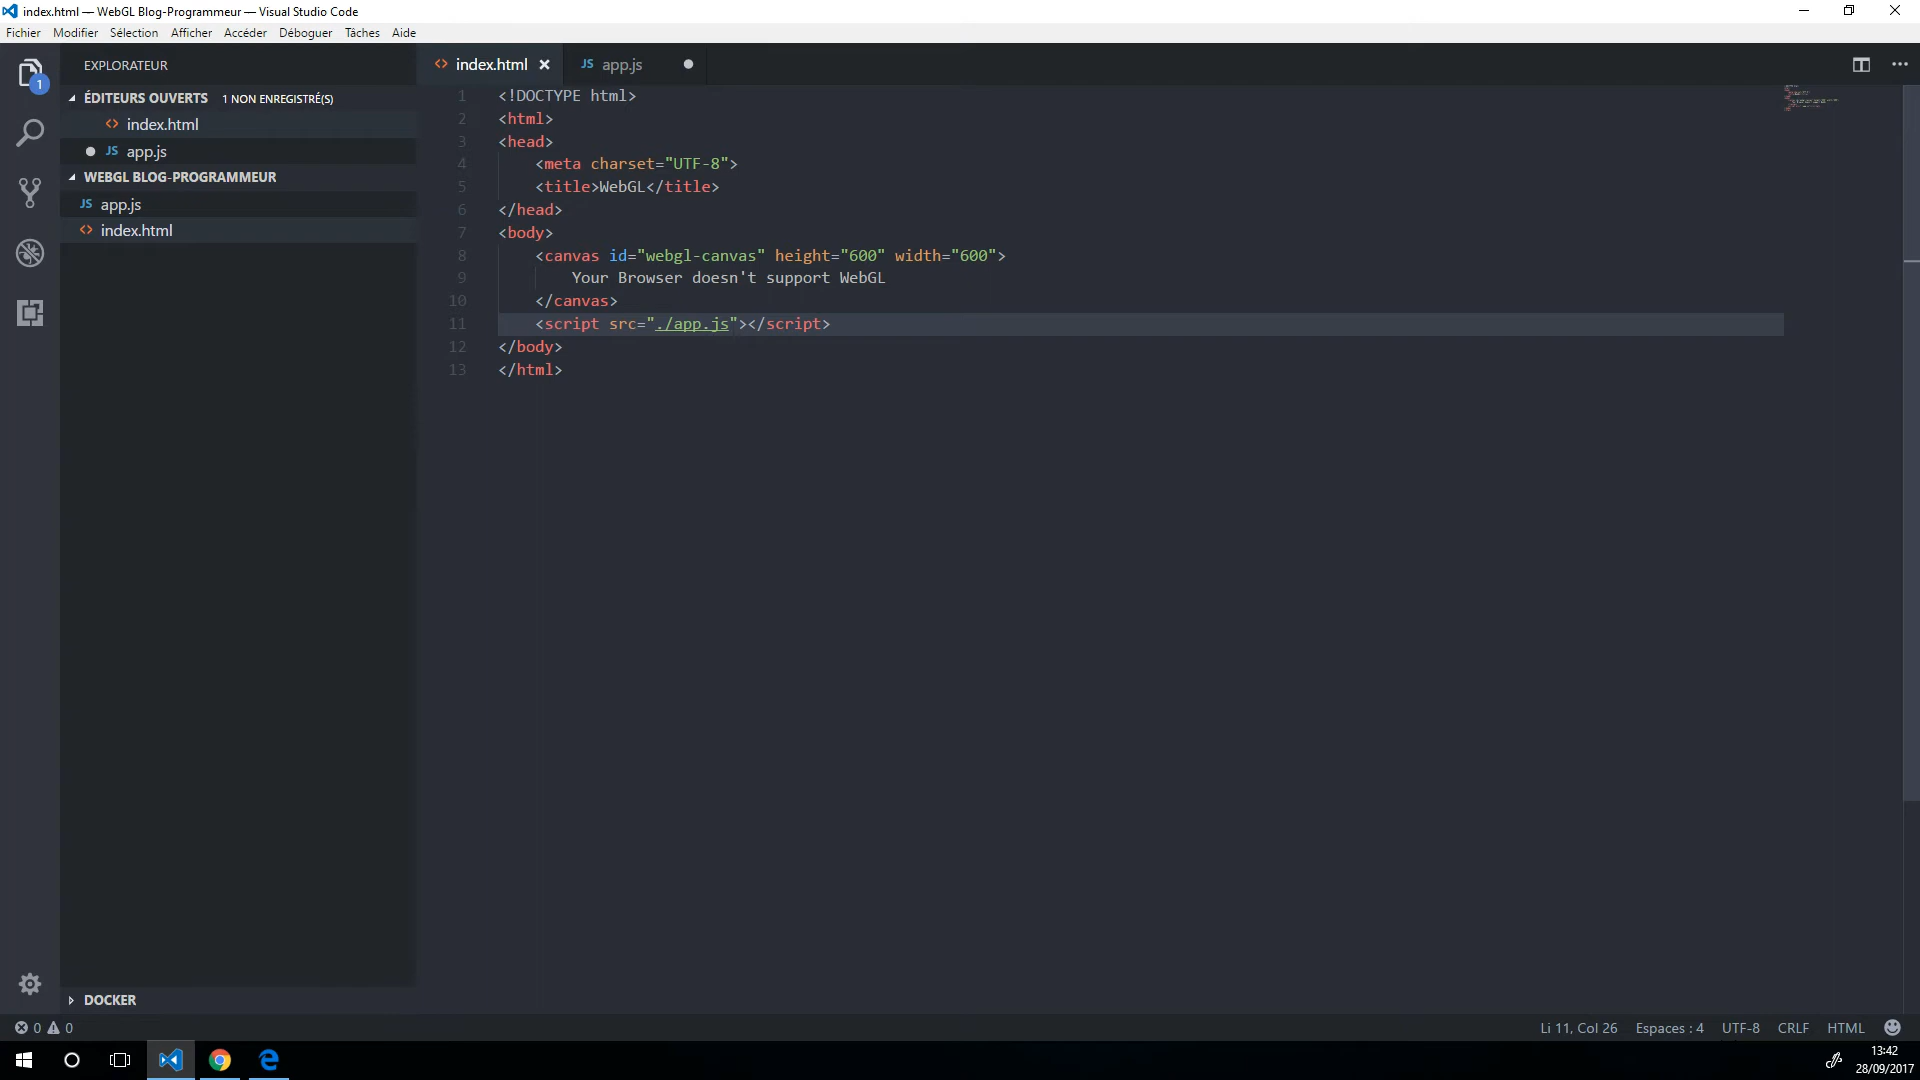 index.html — WebGL Blog-Programmeur — Visual Studio Code
Fichier Modifier Sélection Afficher Accéder Déboguer Tâches Aide
1
EXPLORATEUR
ÉDITEURS OUVERTS 1 NON ENREGISTRÉ(S)
<> index.html
JS app.js
WEBGL BLOG-PROGRAMMEUR
JS app.js
<> index.html
DOCKER
<> index.html JS app.js
1 <!DOCTYPE html>
2 <html>
3 <head>
4 <meta charset="UTF-8">
5 <title>WebGL</title>
6 </head>
7 <body>
8 <canvas id="webgl-canvas" height="600" width="600">
9 Your Browser doesn't support WebGL
10 </canvas>
11 <script src="./app.js"></script>
12 </body>
13 </html>
0 0 Li 11, Col 26 Espaces : 4 UTF-8 CRLF HTML
13:42
28/09/2017